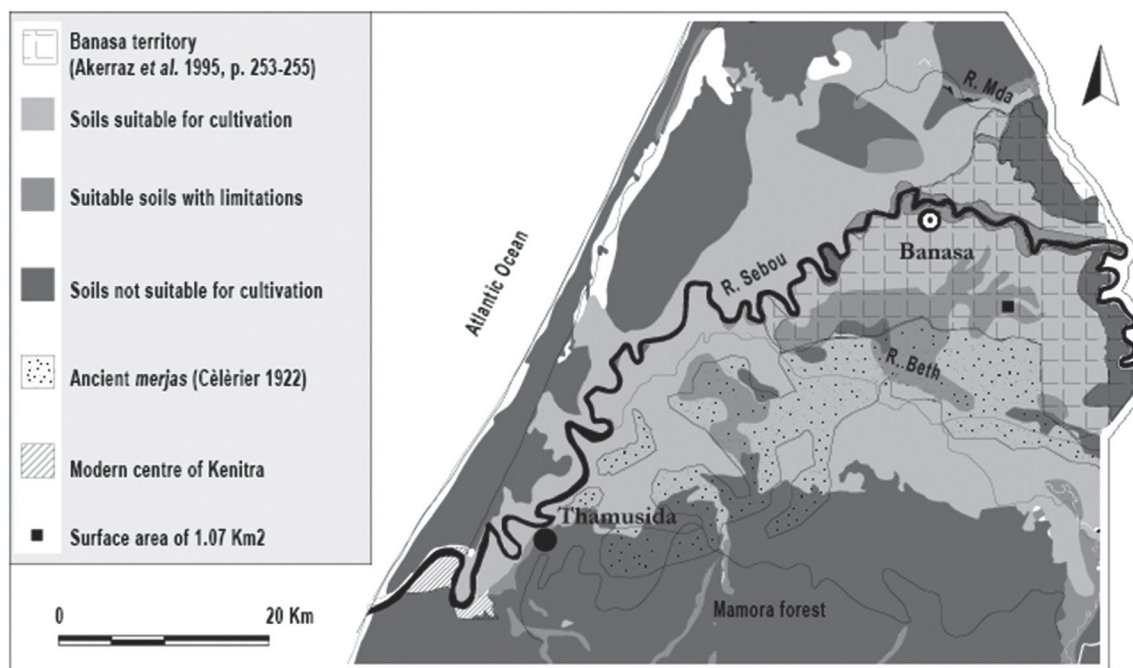 Banasa territory
(Akerraz et al. 1995, p. 253-255)
Soils suitable for cultivation
Suitable soils with limitations
Soils not suitable for cultivation
Ancient merjas (Cèlèrier 1922)
Modern centre of Kenitra
Surface area of 1.07 Km2
0 20 Km
Atlantic Ocean
R. Mda
R. Sebou
Banasa
R. Beth
Thamusida
Mamora forest